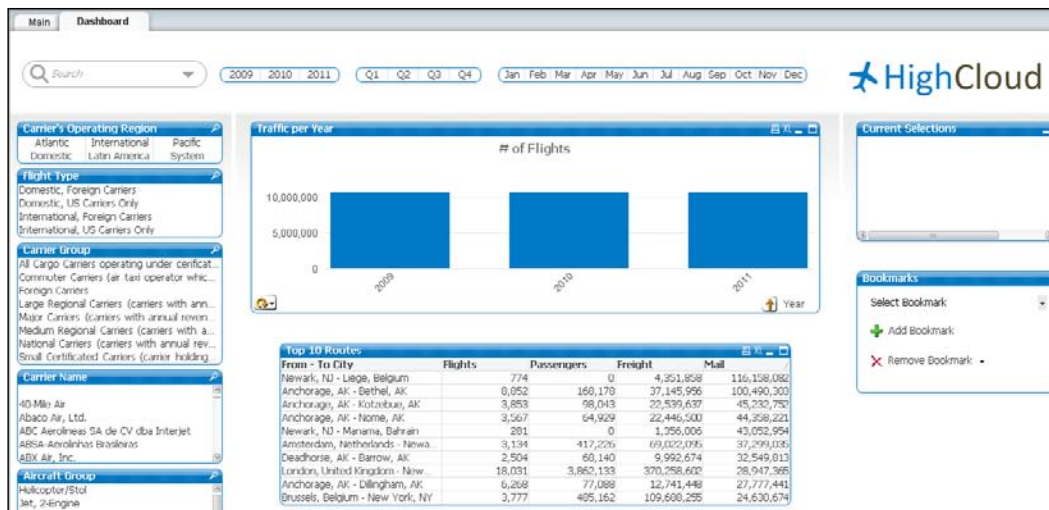 Main Dashboard
Search
2009 2010 2011
Q1 Q2 Q3 Q4
Jan Feb Mar Apr May Jun Jul Aug Sep Oct Nov Dec
HighCloud
Carrier's Operating Region
Atlantic International Pacific
Domestic Latin America System
Flight Type
Domestic, Foreign Carriers
Domestic, US Carriers Only
International, Foreign Carriers
International, US Carriers Only
Carrier Group
All Cargo Carriers operating under cerificat...
Commuter Carriers (air taxi operator whic...
Foreign Carriers
Large Regional Carriers (carriers with ann...
Major Carriers (carriers with annual reven...
Medium Regional Carriers (carriers with a...
National Carriers (carriers with annual rev...
Small Certificated Carriers (carrier holding...
Carrier Name
40-Mile Air
Abaco Air, Ltd.
ABC Aerolineas SA de CV dba Interjet
ABSA-Aerolinhas Brasileiras
ABX Air, Inc.
Aircraft Group
Helicopter/Stol
Jet, 2-Engine
Traffic per Year
XL
# of Flights
10,000,000
5,000,000
0
2009 2010 2011
Year
Top 10 Routes
XL
From - To City Flights Passengers Freight Mail
Newark, NJ - Liege, Belgium 774 0 4,351,858 116,158,082
Anchorage, AK - Bethel, AK 8,852 168,178 37,145,956 100,490,303
Anchorage, AK - Kotzebue, AK 3,853 98,043 22,539,637 45,232,752
Anchorage, AK - Nome, AK 3,567 64,929 22,446,500 44,358,221
Newark, NJ - Manama, Bahrain 281 0 1,356,006 43,052,954
Amsterdam, Netherlands - Newa... 3,134 417,226 69,022,095 37,299,035
Deadhorse, AK - Barrow, AK 2,504 68,140 9,992,674 32,549,813
London, United Kingdom - New... 18,031 3,862,133 370,258,602 28,947,365
Anchorage, AK - Dillingham, AK 6,268 77,088 12,741,448 27,777,441
Brussels, Belgium - New York, NY 3,777 485,162 109,688,255 24,630,674
Current Selections
Bookmarks
Select Bookmark
Add Bookmark
Remove Bookmark